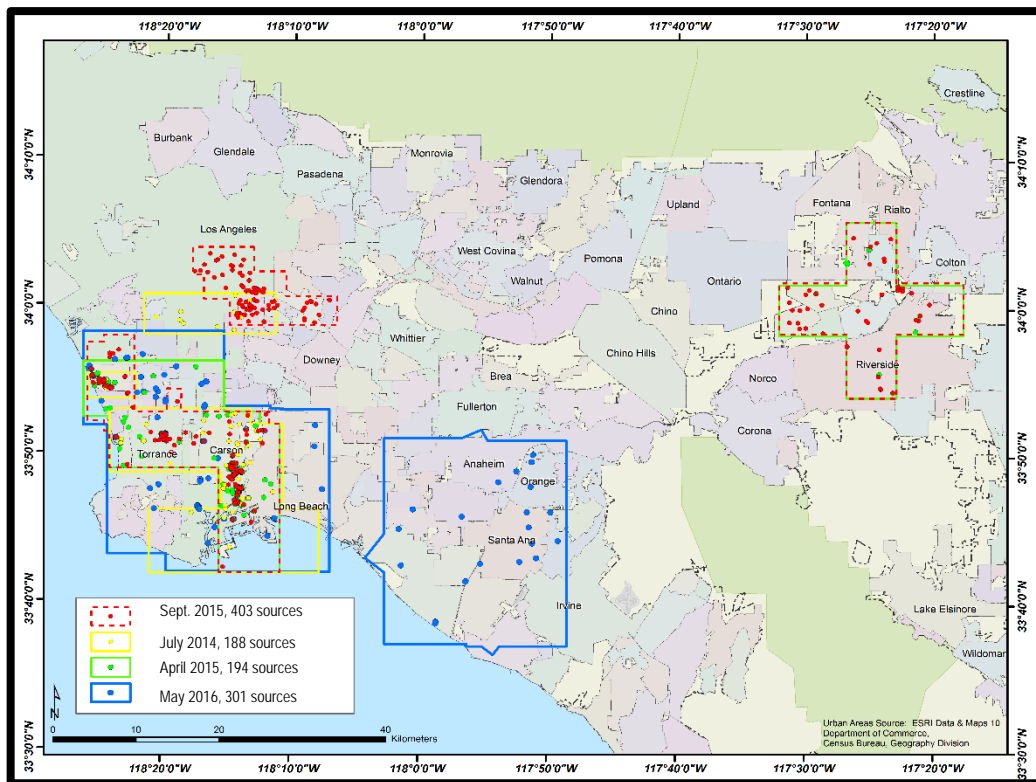 118°20'0"W 118°10'0"W 118°0'0"W 117°50'0"W 117°40'0"W 117°30'0"W 117°20'0"W
34°10'0"N
34°0'0"N
33°50'0"N
33°40'0"N
33°30'0"N
34°10'0"N
34°0'0"N
33°50'0"N
33°40'0"N
33°30'0"N
Crestline
Burbank
Glendale
Monrovia
Pasadena
Glendora
Upland
Fontana
Rialto
Los Angeles
West Covina
Pomona
Colton
Walnut
Ontario
Chino
Whittier
Downey
Chino Hills
Riverside
Brea
Norco
Fullerton
Corona
Torrance
Carson
Anaheim
Orange
Long Beach
Santa Ana
Irvine
Lake Elsinore
Wildomar
Sept. 2015, 403 sources
July 2014, 188 sources
April 2015, 194 sources
May 2016, 301 sources
N
0 10 20 40
Kilometers
Urban Areas Source: ESRI Data & Maps 10
Department of Commerce,
Census Bureau, Geography Division
118°20'0"W 118°10'0"W 118°0'0"W 117°50'0"W 117°40'0"W 117°30'0"W 117°20'0"W